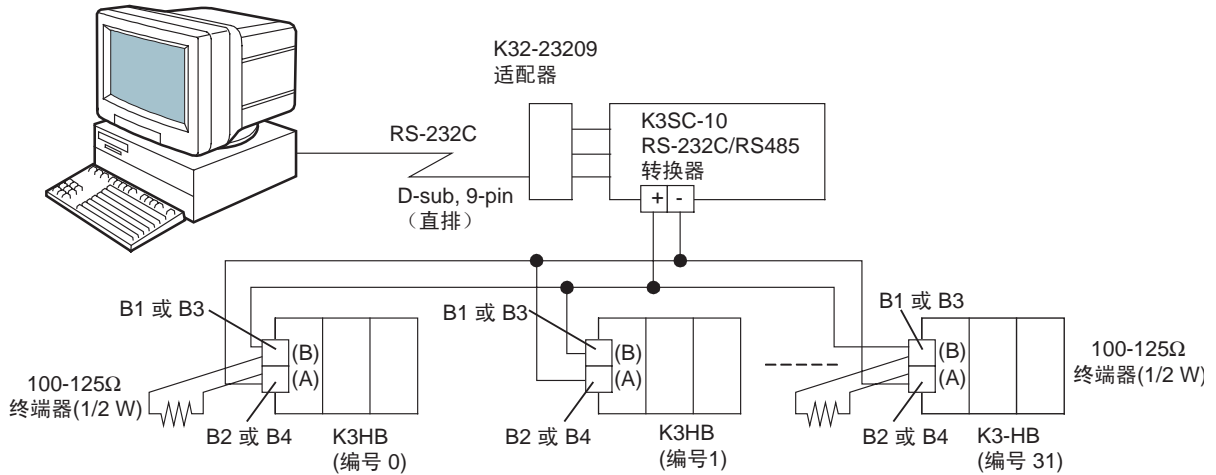 K32-23209
适配器
RS-232C
D-sub, 9-pin
（直排）
K3SC-10
RS-232C/RS485
转换器
+ -
B1 或 B3
(B)
(A)
100-125Ω
终端器(1/2 W)
B2 或 B4
K3HB
(编号 0)
B1 或 B3
(B)
(A)
B2 或 B4
K3HB
(编号1)
B1 或 B3
(B)
(A)
100-125Ω
终端器(1/2 W)
B2 或 B4
K3-HB
(编号 31)